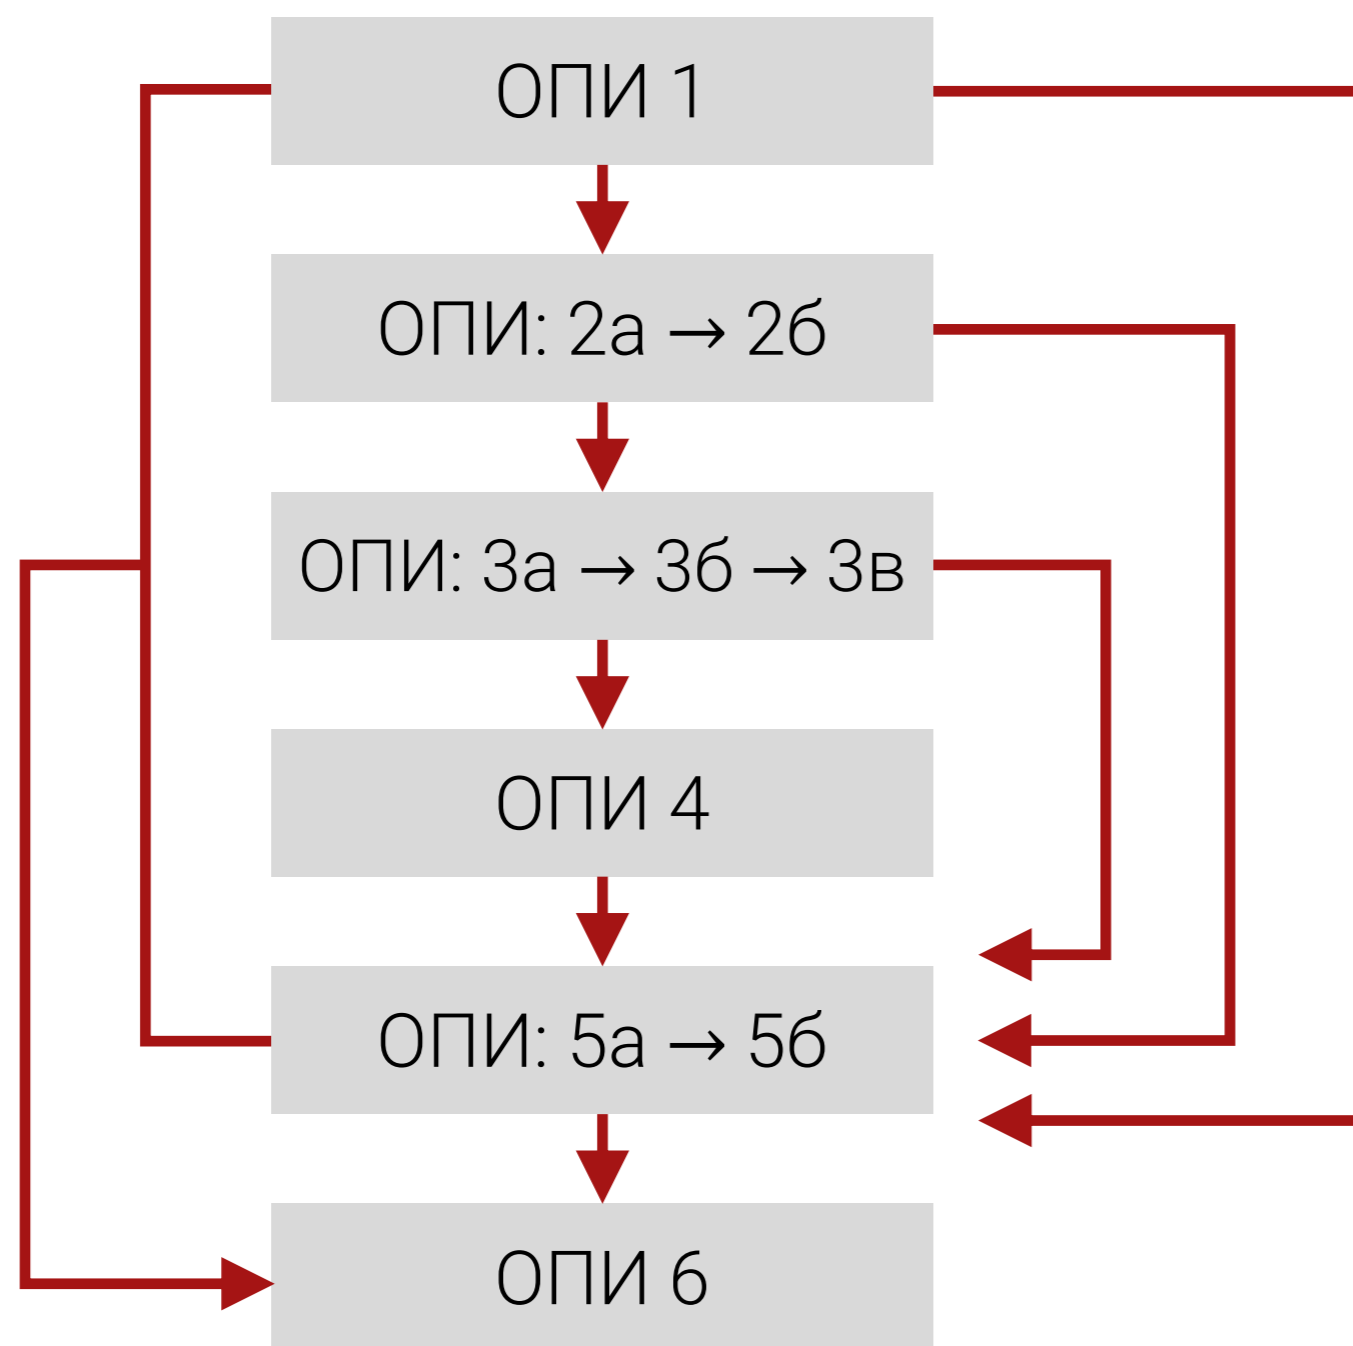 ОПИ 1
ОПИ: 2а → 2б
ОПИ: 3а → 3б → 3в
ОПИ 4
ОПИ: 5а → 5б
ОПИ 6